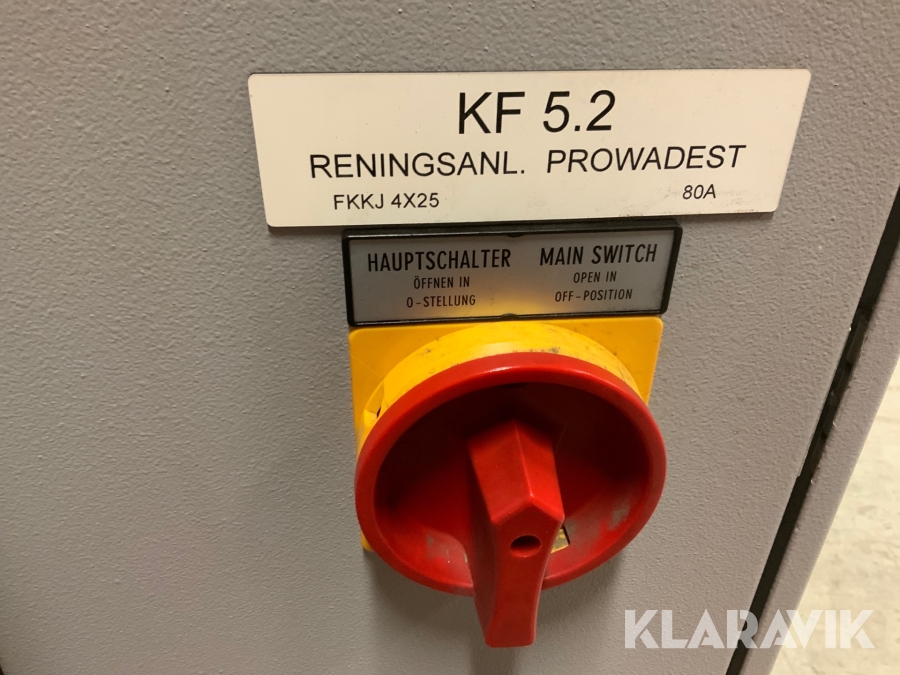 KF 5.2
RENINGSANL. PROWADEST
FKKJ 4X25 80A
HAUPTSCHALTER MAIN SWITCH
ÖFFNEN IN OPEN IN
0-STELLUNG OFF-POSITION
KLARAVIK